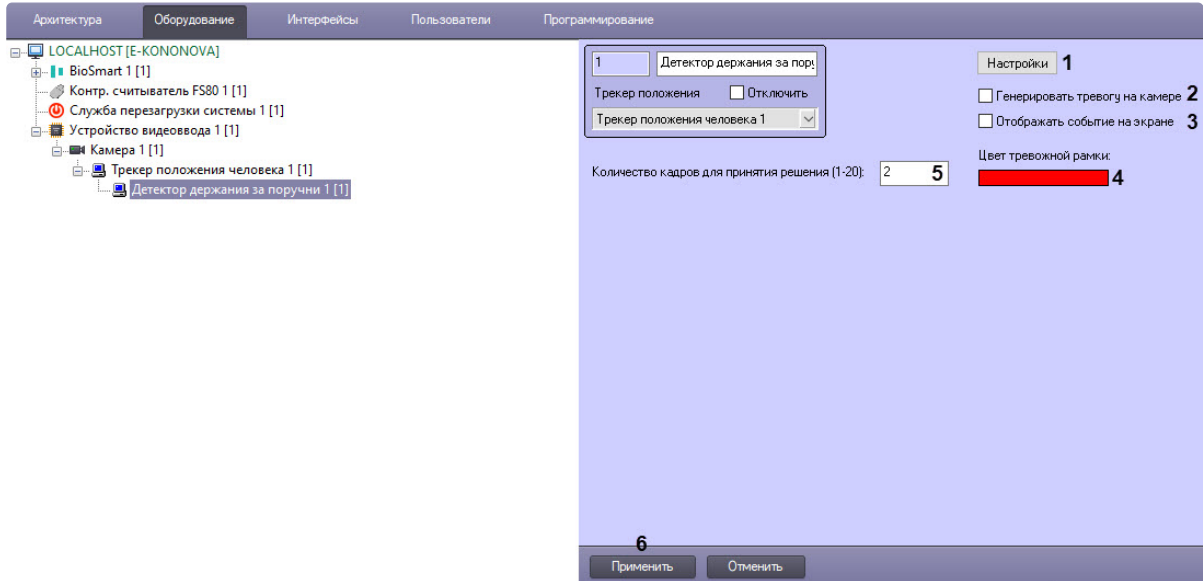 Архитектура Оборудование Интерфейсы Пользователи Программирование
LOCALHOST [E-KONONOVA]
BioSmart 1 [1]
Контр. считыватель FS80 1 [1]
Служба перезагрузки системы 1 [1]
Устройство видеоввода 1 [1]
Камера 1 [1]
Трекер положения человека 1 [1]
Детектор держания за поручни 1 [1]
1 Детектор держания за пору
Трекер положения Отключить
Трекер положения человека 1
Настройки 1
Генерировать тревогу на камере 2
Отображать событие на экране 3
Цвет тревожной рамки:
4
Количество кадров для принятия решения (1-20): 2 5
6
Применить Отменить